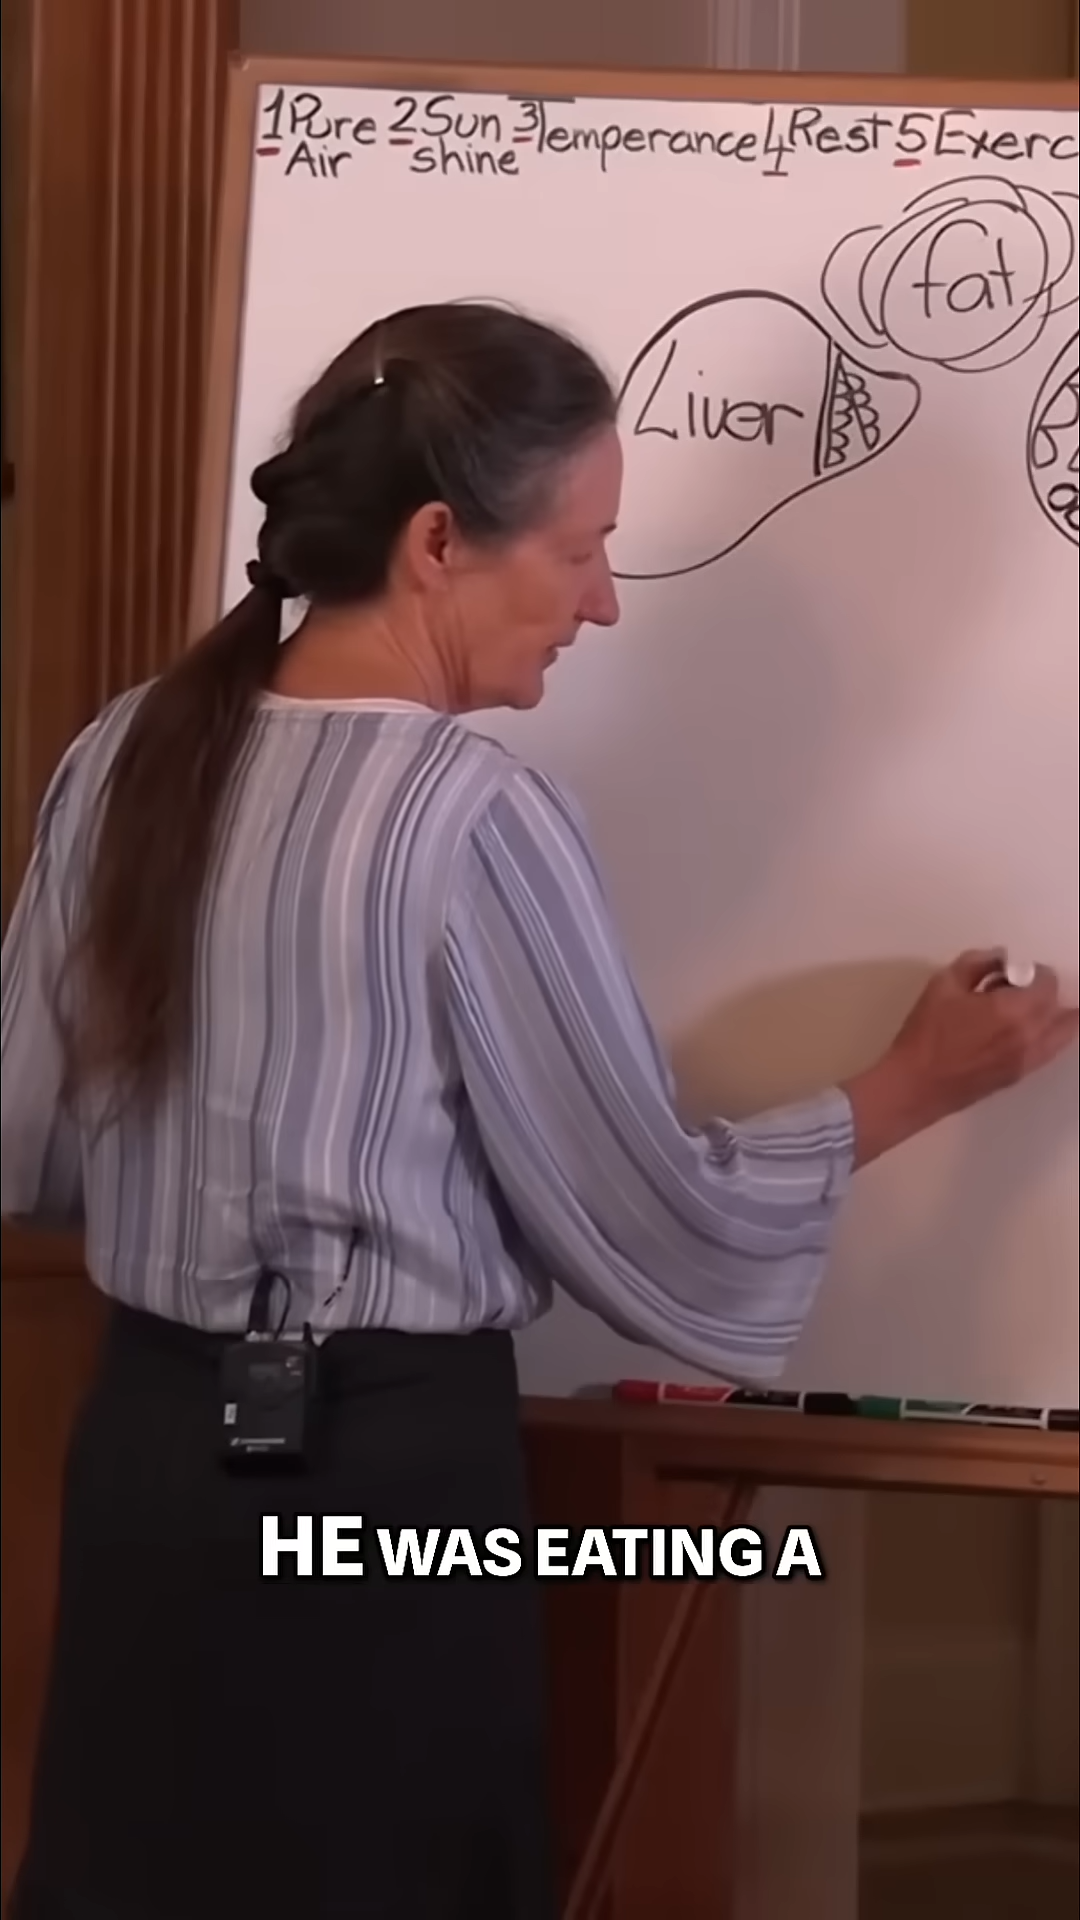 1 Pure 2 Sun 3 Temperance 4 Rest 5 Exerc
Air shine
fat
Liver
HE WAS EATING A